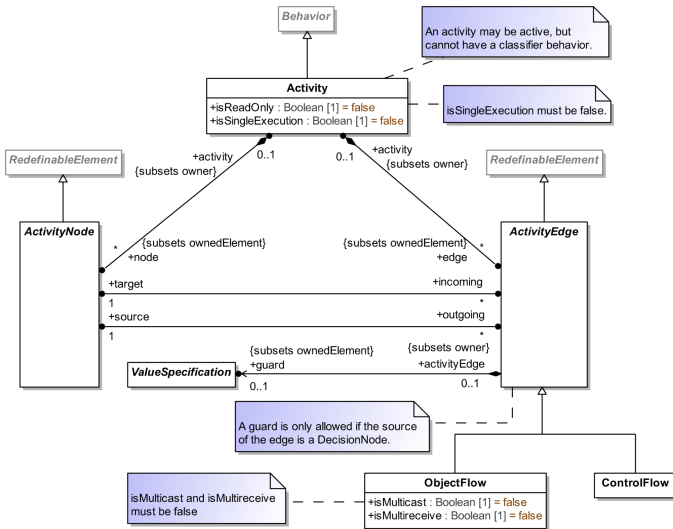 Behavior
An activity may be active, but
cannot have a classifier behavior.
Activity
+isReadOnly : Boolean [1] = false
+isSingleExecution : Boolean [1] = false
isSingleExecution must be false.
RedefinableElement
+activity
{subsets owner}
0..1
0..1
+activity
{subsets owner}
RedefinableElement
ActivityNode
ActivityEdge
*
{subsets ownedElement}
+node
{subsets ownedElement}
*
+edge
+target
1
+incoming
*
+source
1
+outgoing
*
{subsets ownedElement}
+guard
0..1
{subsets owner}
+activityEdge
0..1
ValueSpecification
A guard is only allowed if the source
of the edge is a DecisionNode.
isMulticast and isMultireceive
must be false
ObjectFlow
+isMulticast : Boolean [1] = false
+isMultireceive : Boolean [1] = false
ControlFlow